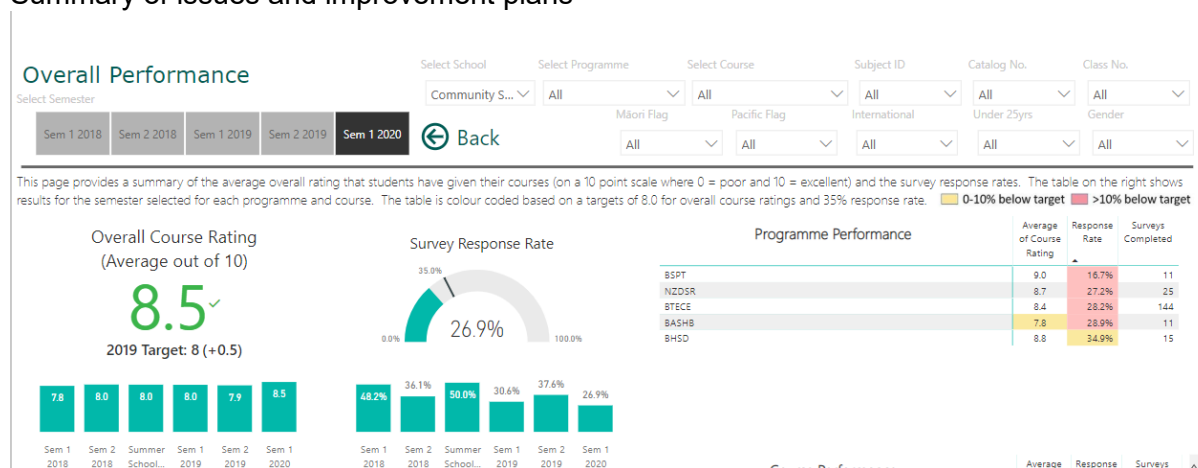 Summary of issues and improvement plans
Overall Performance
Select Semester
Sem 1 2018 Sem 2 2018 Sem 1 2019 Sem 2 2019 Sem 1 2020
Back
Select School Select Programme Select Course Subject ID Catalog No. Class No.
Community S... All All All All All
Māori Flag Pacific Flag International Under 25yrs Gender
All All All All All
This page provides a summary of the average overall rating that students have given their courses (on a 10 point scale where 0 = poor and 10 = excellent) and the survey response rates. The table on the right shows
results for the semester selected for each programme and course. The table is colour coded based on a targets of 8.0 for overall course ratings and 35% response rate. 0-10% below target >10% below target
Overall Course Rating
(Average out of 10)
8.5
2019 Target: 8 (+0.5)
7.8 8.0 8.0 8.0 7.9 8.5
Sem 1 2018 Sem 2 2018 Summer School... Sem 1 2019 Sem 2 2019 Sem 1 2020
Survey Response Rate
35.0%
0.0% 26.9% 100.0%
48.2% 36.1% 50.0% 30.6% 37.6% 26.9%
Sem 1 2018 Sem 2 2018 Summer School... Sem 1 2019 Sem 2 2019 Sem 1 2020
Programme Performance Average of Course Rating Response Rate Surveys Completed
BSPT 9.0 16.7% 11
NZDSR 8.7 27.2% 25
BTECE 8.4 28.2% 144
BASHB 7.8 28.9% 11
BHSD 8.8 34.9% 15
Average Response Surveys